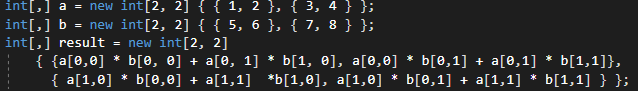 int[,] a = new int[2, 2] { { 1, 2 }, { 3, 4 } };
int[,] b = new int[2, 2] { { 5, 6 }, { 7, 8 } };
int[,] result = new int[2, 2]
{ {a[0,0] * b[0, 0] + a[0, 1] * b[1, 0], a[0,0] * b[0,1] + a[0,1] * b[1,1]},
{ a[1,0] * b[0,0] + a[1,1]  *b[1,0], a[1,0] * b[0,1] + a[1,1] * b[1,1] } };